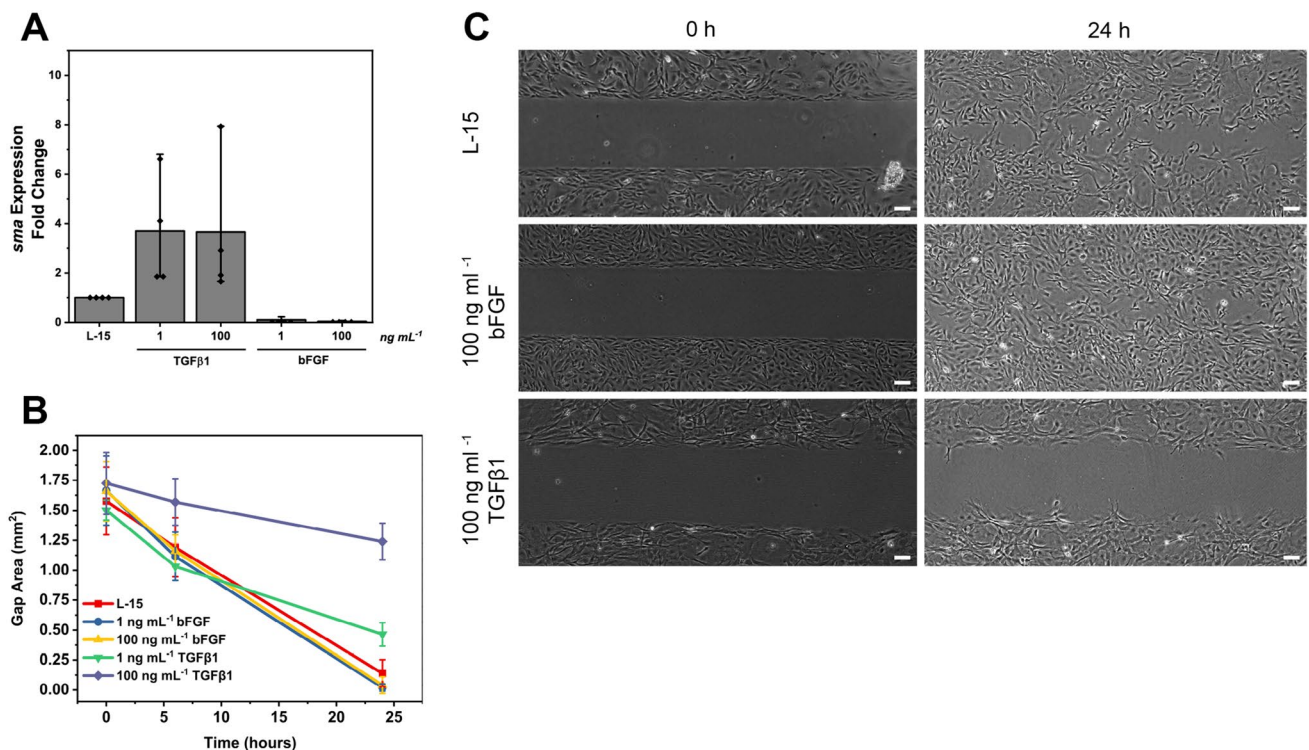 A
sma Expression
Fold Change
10
8
6
4
2
0
L-15
1
100
1
100
ng mL⁻¹
TGFβ1
bFGF
B
Gap Area (mm²)
2.00
1.75
1.50
1.25
1.00
0.75
0.50
0.25
0.00
L-15
1 ng mL⁻¹ bFGF
100 ng mL⁻¹ bFGF
1 ng mL⁻¹ TGFβ1
100 ng mL⁻¹ TGFβ1
0
5
10
15
20
25
Time (hours)
C
0 h
24 h
L-15
100 ng ml ⁻¹
bFGF
100 ng ml ⁻¹
TGFβ1